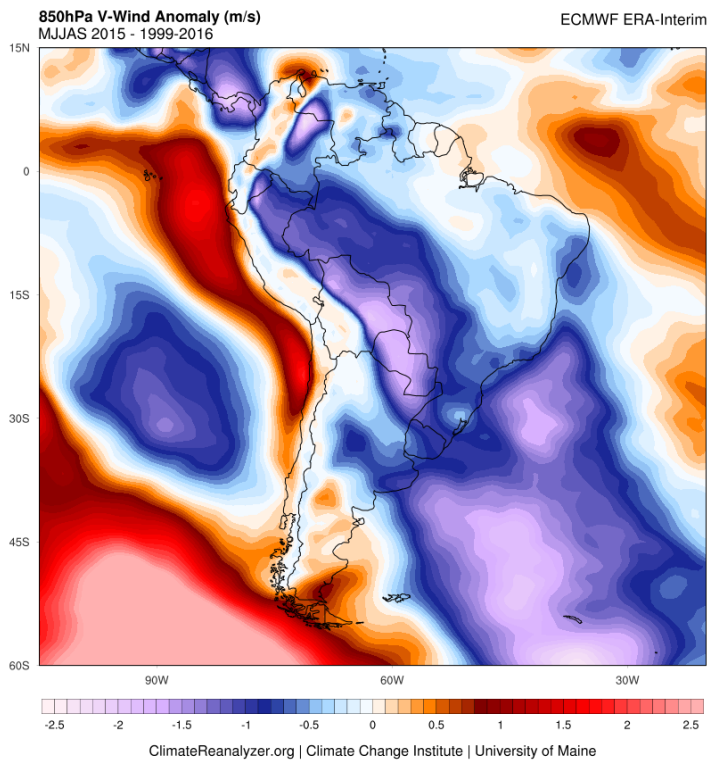 850hPa V-Wind Anomaly (m/s)
ECMWF ERA-Interim
MJJAS 2015 - 1999-2016
15N
0
15S
30S
45S
60S
90W
60W
30W
-2.5
-2
-1.5
-1
-0.5
0
0.5
1
1.5
2
2.5
ClimateReanalyzer.org | Climate Change Institute | University of Maine